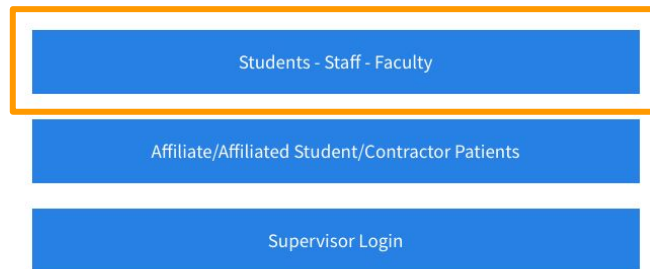 Students - Staff - Faculty
Affiliate/Affiliated Student/Contractor Patients
Supervisor Login